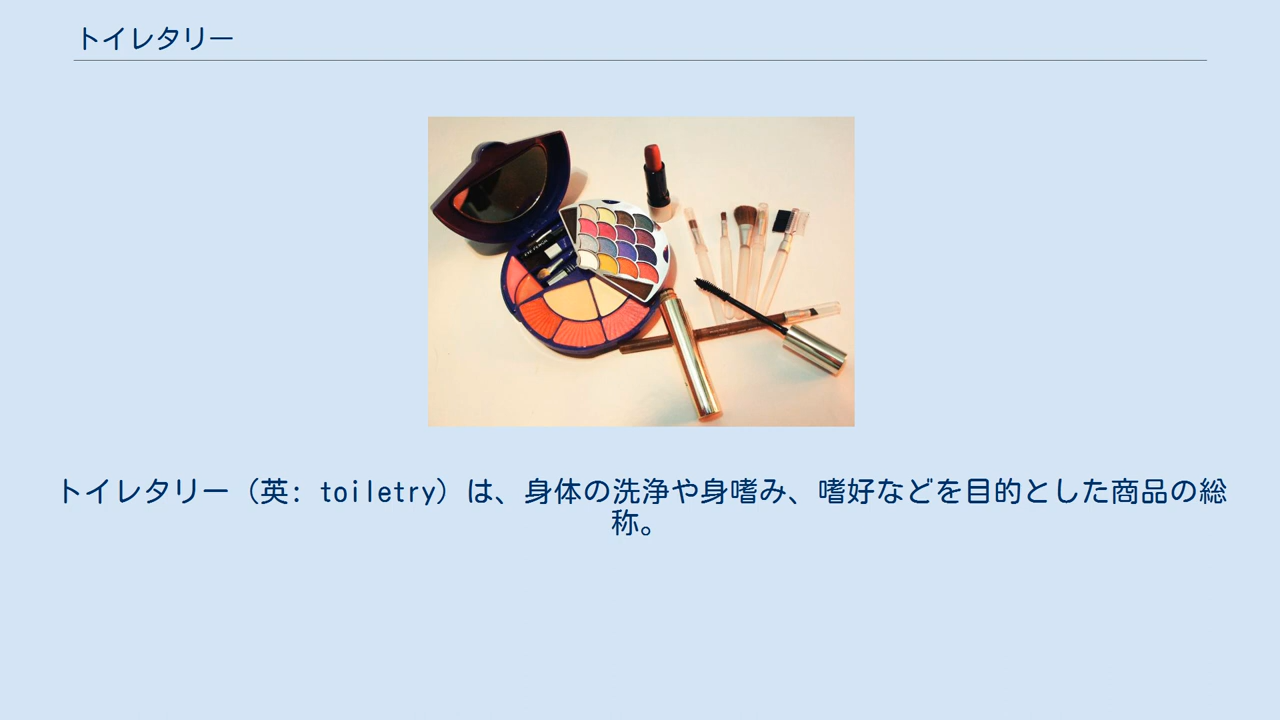 トイレタリー
トイレタリー（英: toiletry）は、身体の洗浄や身嗜み、嗜好などを目的とした商品の総
称。